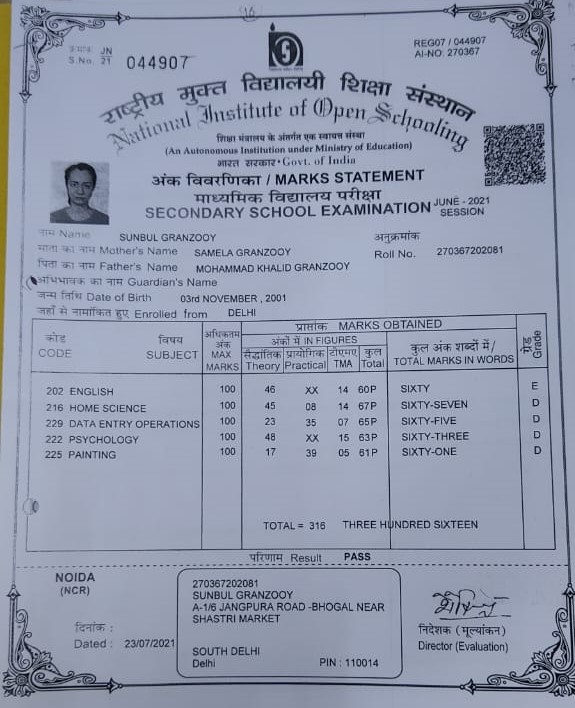 क्रमांक JN
S.No. 21 044907
REG07 / 044907
AI-NO: 270367
राष्ट्रीय मुक्त विद्यालयी शिक्षा संस्थान
National Institute of Open Schooling
शिक्षा मंत्रालय के अंतर्गत एक स्वायत्त संस्था
(An Autonomous Institution under Ministry of Education)
भारत सरकार • Govt. of India
अंक विवरणिका / MARKS STATEMENT
माध्यमिक विद्यालय परीक्षा
SECONDARY SCHOOL EXAMINATION JUNE - 2021 SESSION
नाम Name SUNBUL GRANZOOY अनुक्रमांक
माता का नाम Mother's Name SAMELA GRANZOOY Roll No. 270367202081
पिता का नाम Father's Name MOHAMMAD KHALID GRANZOOY
अभिभावक का नाम Guardian's Name
जन्म तिथि Date of Birth 03rd NOVEMBER , 2001
जहाँ से नामांकित हुए Enrolled from DELHI
कोड CODE विषय SUBJECT अधिकतम अंक MAX MARKS प्राप्तांक MARKS OBTAINED ग्रेड Grade
अंकों में IN FIGURES कुल अंक शब्दों में/ TOTAL MARKS IN WORDS
सैद्धांतिक Theory प्रायोगिक Practical टीएमए TMA कुल Total
202 ENGLISH 100 46 XX 14 60P SIXTY E
216 HOME SCIENCE 100 45 08 14 67P SIXTY-SEVEN D
229 DATA ENTRY OPERATIONS 100 23 35 07 65P SIXTY-FIVE D
222 PSYCHOLOGY 100 48 XX 15 63P SIXTY-THREE D
225 PAINTING 100 17 39 05 61P SIXTY-ONE D
TOTAL = 316 THREE HUNDRED SIXTEEN
परिणाम Result PASS
NOIDA
(NCR)
दिनांक :
Dated : 23/07/2021
270367202081
SUNBUL GRANZOOY
A-1/6 JANGPURA ROAD -BHOGAL NEAR
SHASTRI MARKET
SOUTH DELHI
Delhi PIN : 110014
निदेशक (मूल्यांकन)
Director (Evaluation)